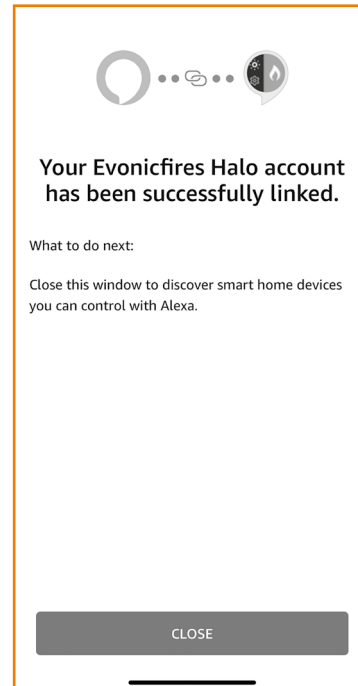 Your Evonicfires Halo account
has been successfully linked.
What to do next:
Close this window to discover smart home devices
you can control with Alexa.
CLOSE